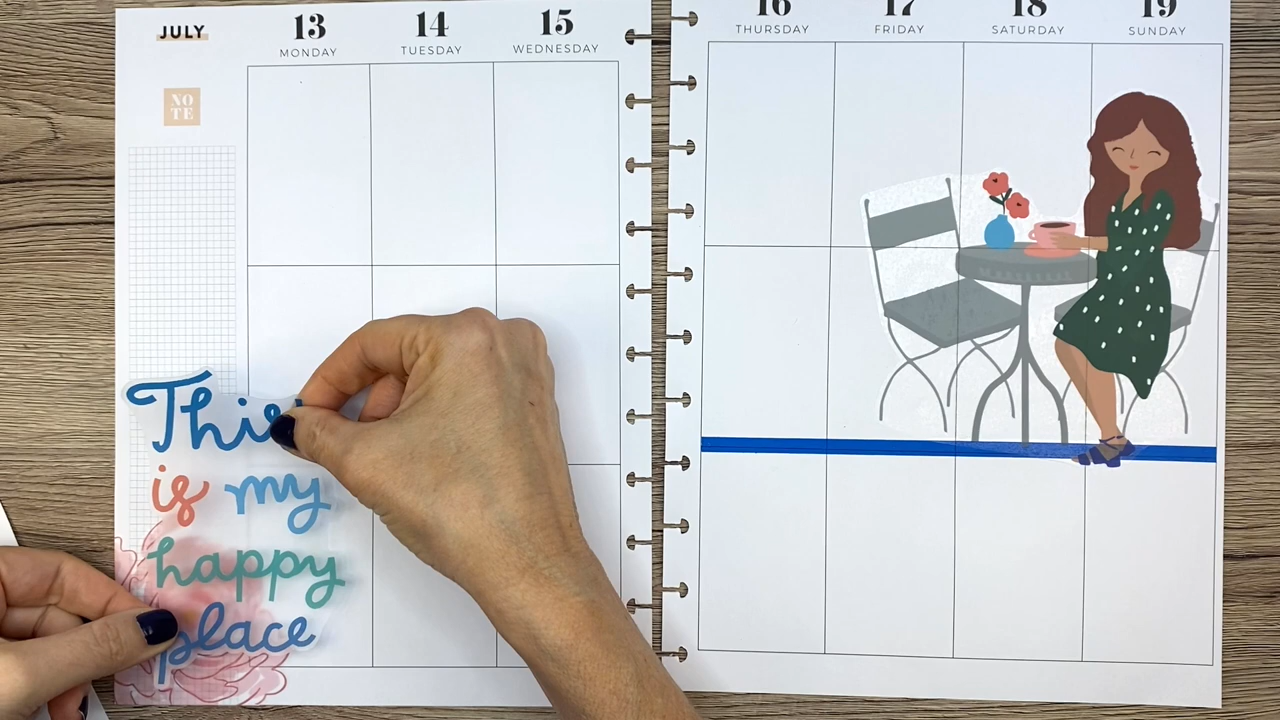 JULY
NO
TE
13
MONDAY
14
TUESDAY
15
WEDNESDAY
16
THURSDAY
17
FRIDAY
18
SATURDAY
19
SUNDAY
This
is my
happy
place